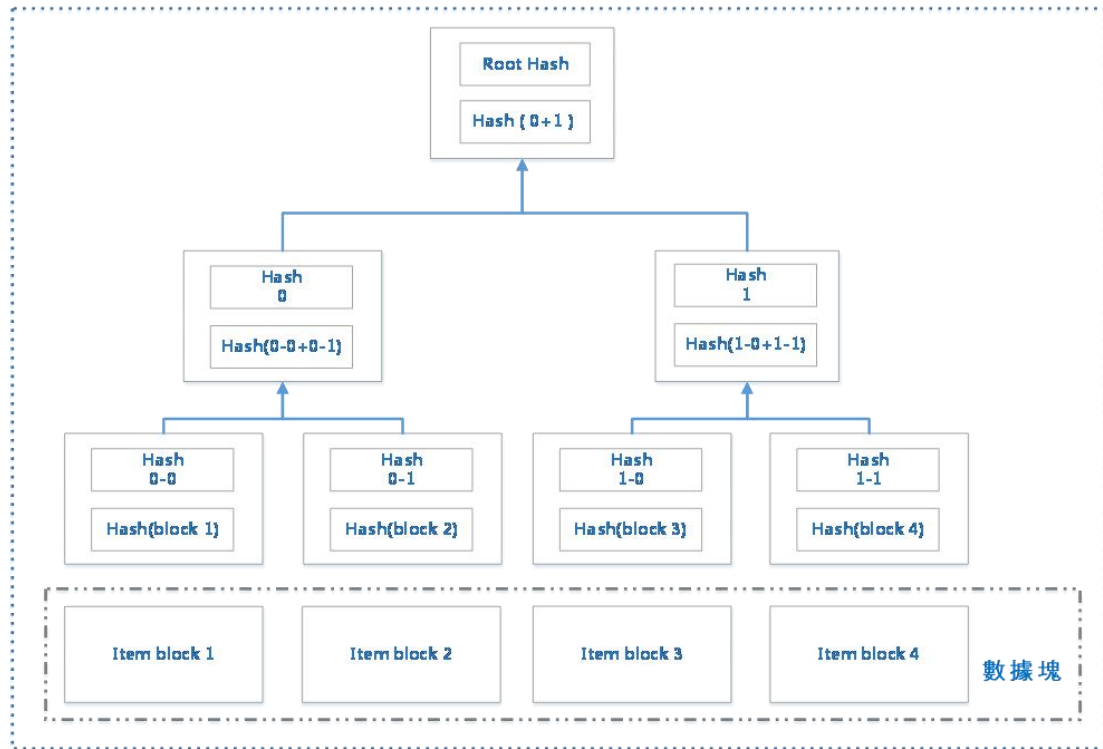 Root Hash
Hash ( 0+1 )
Hash
0
Hash(0-0+0-1)
Hash
1
Hash(1-0+1-1)
Hash
0-0
Hash(block 1)
Hash
0-1
Hash(block 2)
Hash
1-0
Hash(block 3)
Hash
1-1
Hash(block 4)
Item block 1
Item block 2
Item block 3
Item block 4
數據塊